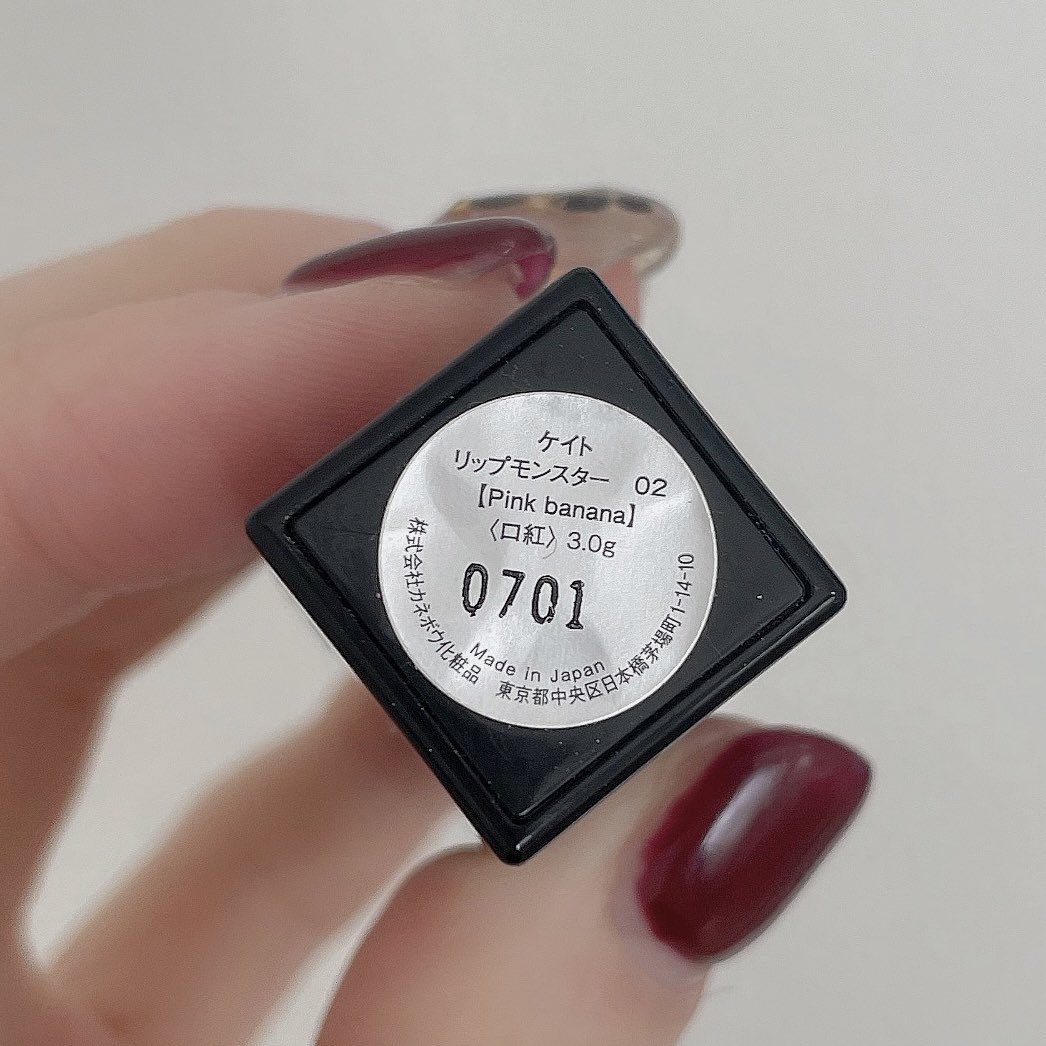 ケイト
リップモンスター 02
【Pink banana】
〈口紅〉 3.0g
0701
Made in Japan
株式会社カネボウ化粧品 東京都中央区日本橋茅場町1-14-10